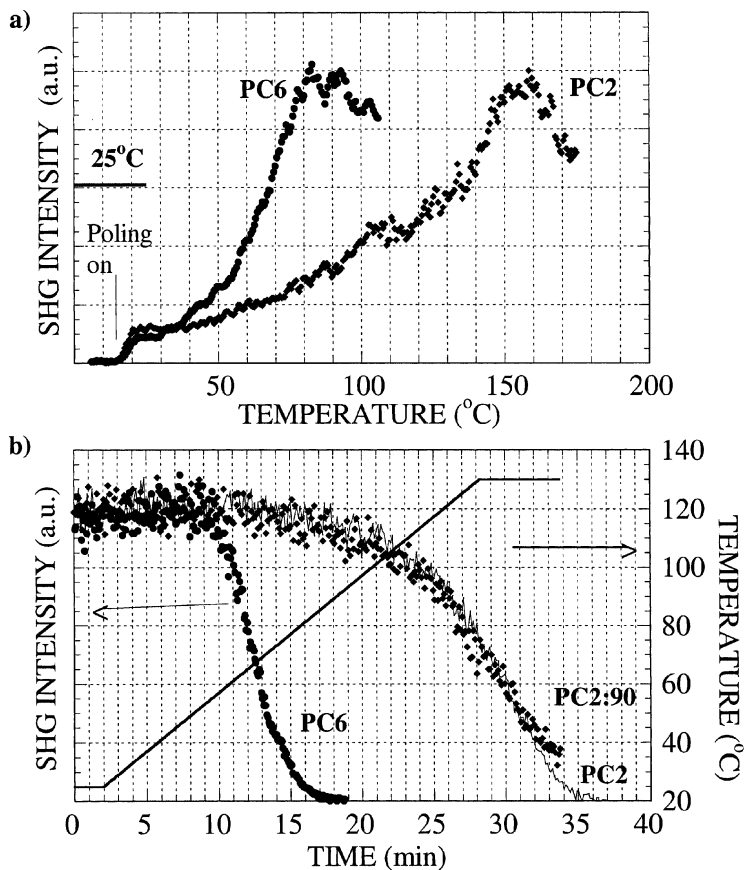 a)
PC6
PC2
25°C
Poling
on
SHG INTENSITY (a.u.)
50
100
150
200
TEMPERATURE (°C)
b)
140
120
100
80
60
40
20
SHG INTENSITY (a.u.)
TEMPERATURE (°C)
PC6
PC2:90
PC2
0
5
10
15
20
25
30
35
40
TIME (min)